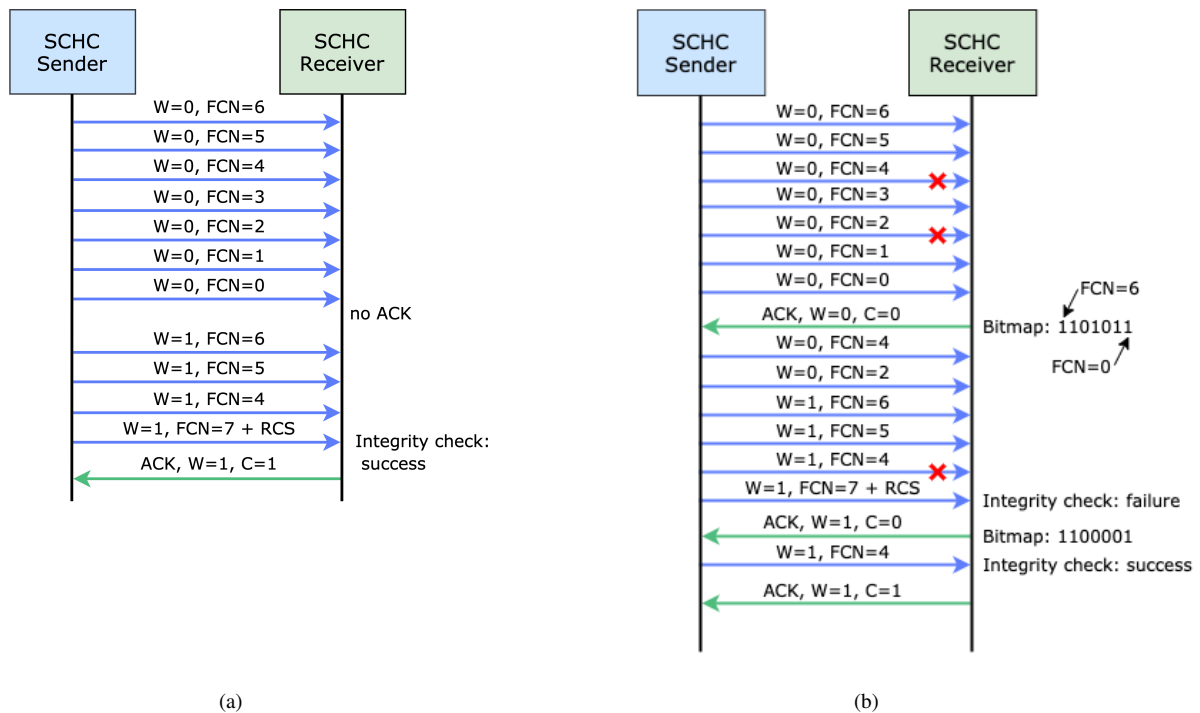 SCHC
Sender
SCHC
Receiver
W=0, FCN=6
W=0, FCN=5
W=0, FCN=4
W=0, FCN=3
W=0, FCN=2
W=0, FCN=1
W=0, FCN=0
no ACK
W=1, FCN=6
W=1, FCN=5
W=1, FCN=4
W=1, FCN=7 + RCS
Integrity check:
success
ACK, W=1, C=1
(a)
SCHC
Sender
SCHC
Receiver
W=0, FCN=6
W=0, FCN=5
W=0, FCN=4
W=0, FCN=3
W=0, FCN=2
W=0, FCN=1
W=0, FCN=0
FCN=6
ACK, W=0, C=0
Bitmap: 1101011
W=0, FCN=4
FCN=0
W=0, FCN=2
W=1, FCN=6
W=1, FCN=5
W=1, FCN=4
W=1, FCN=7 + RCS
Integrity check: failure
ACK, W=1, C=0
Bitmap: 1100001
W=1, FCN=4
Integrity check: success
ACK, W=1, C=1
(b)